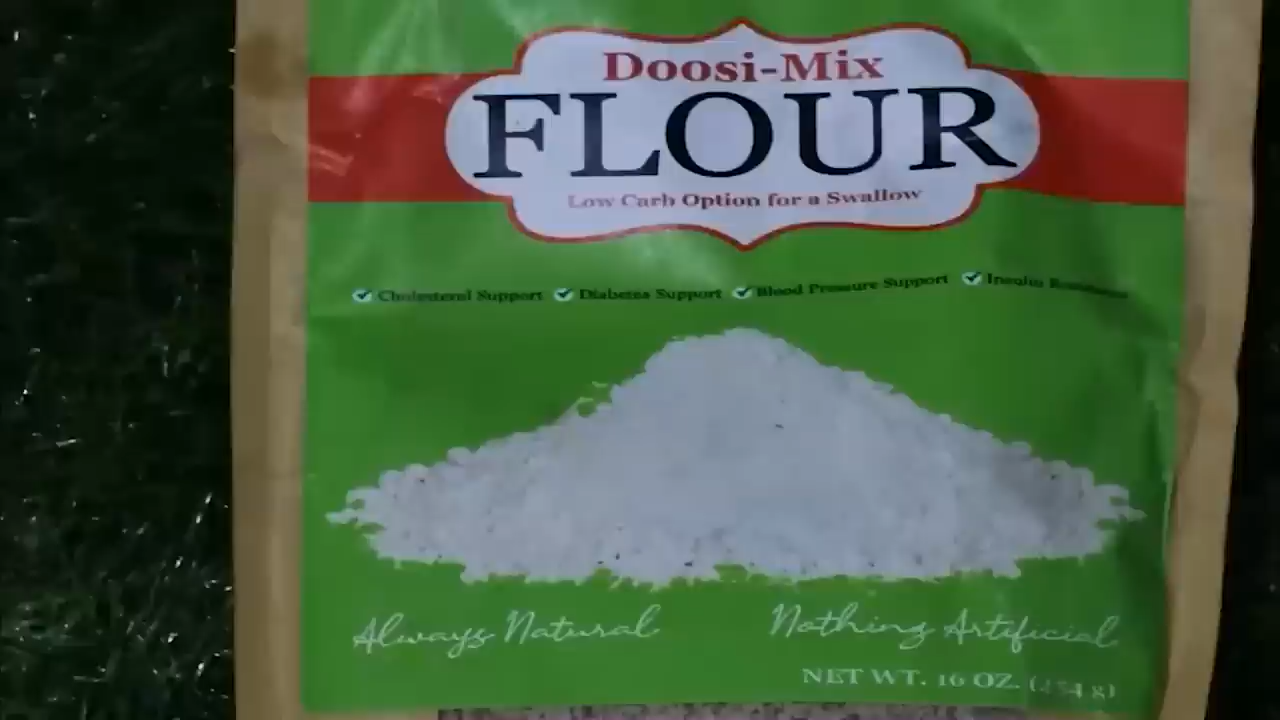 Doosi-Mix
FLOUR
Low Carb Option for a Swallow
Cholesterol Support Diabetes Support Blood Pressure Support Insulin
Always Natural Nothing Artificial
NET WT. 16 OZ. (454 g)